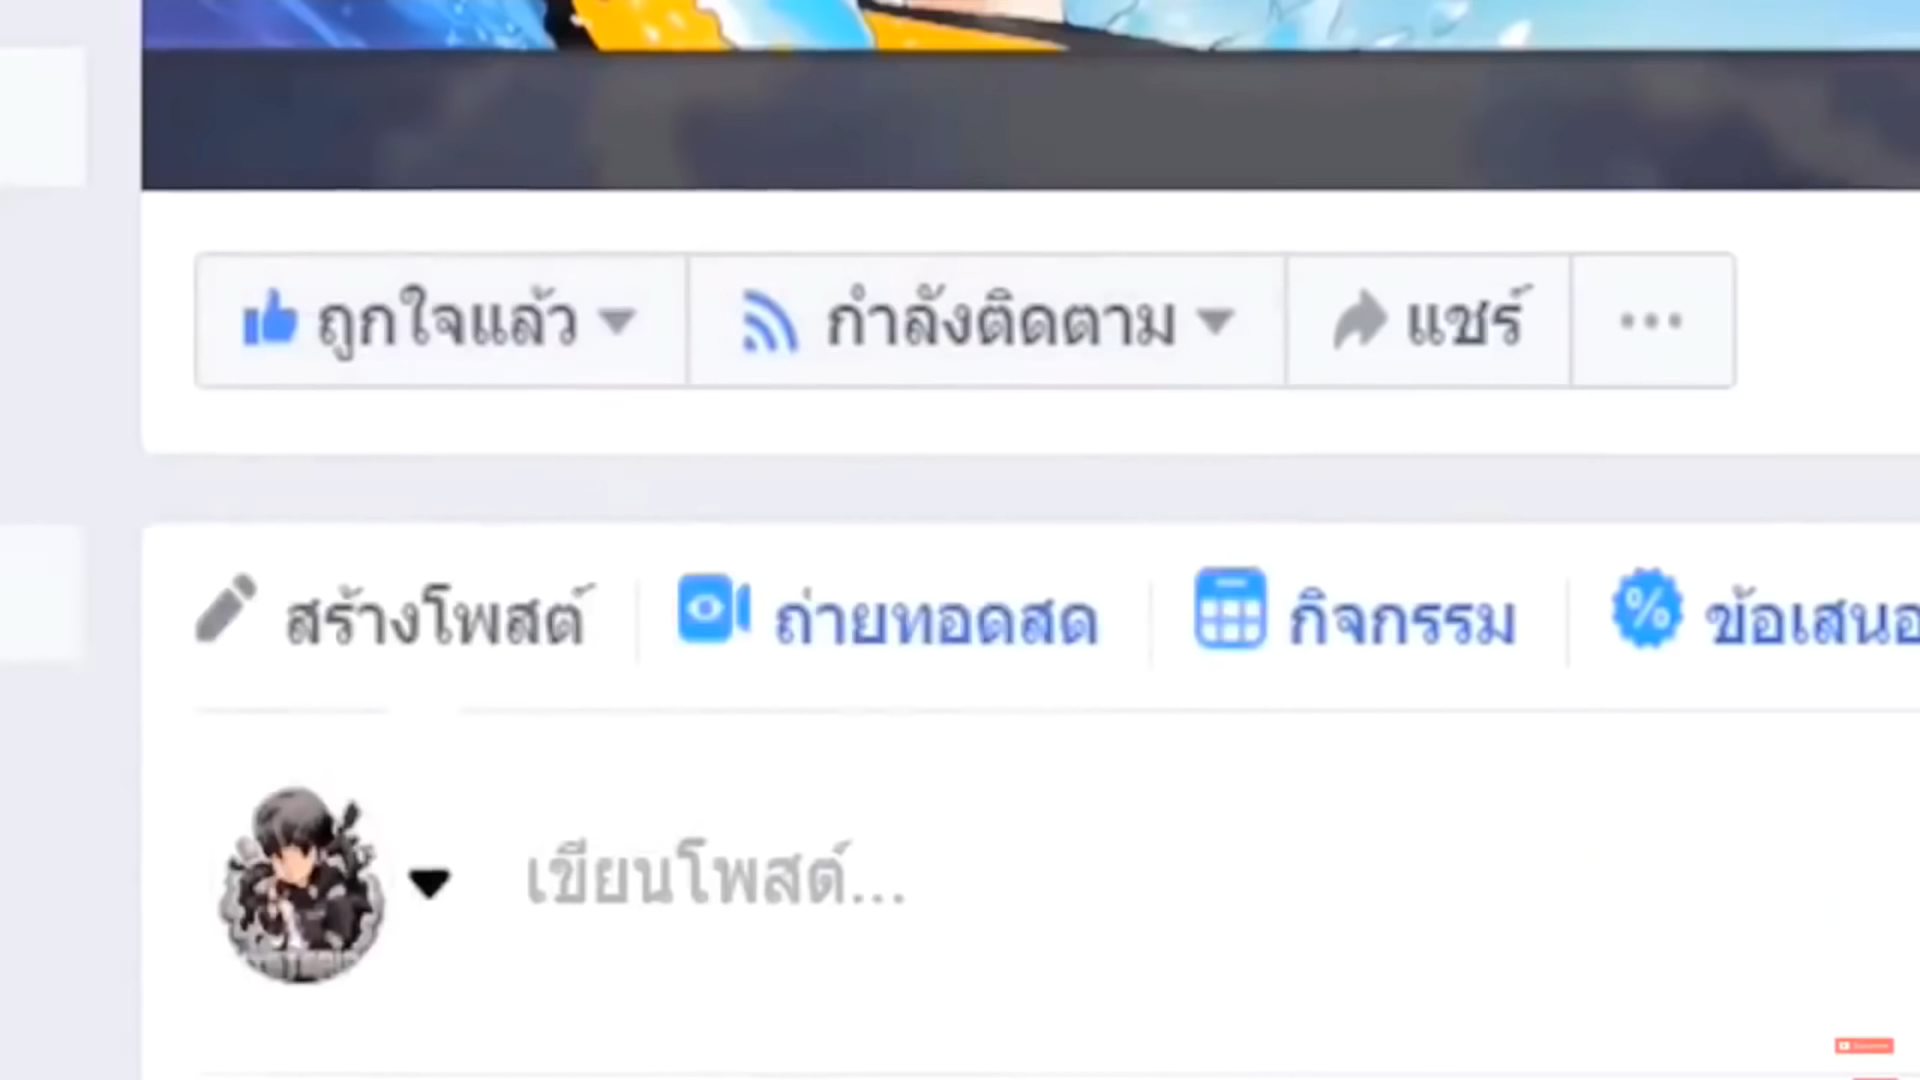 ถูกใจแล้ว กำลังติดตาม แชร์
สร้างโพสต์ ถ่ายทอดสด กิจกรรม ข้อเสนอ
เขียนโพสต์...